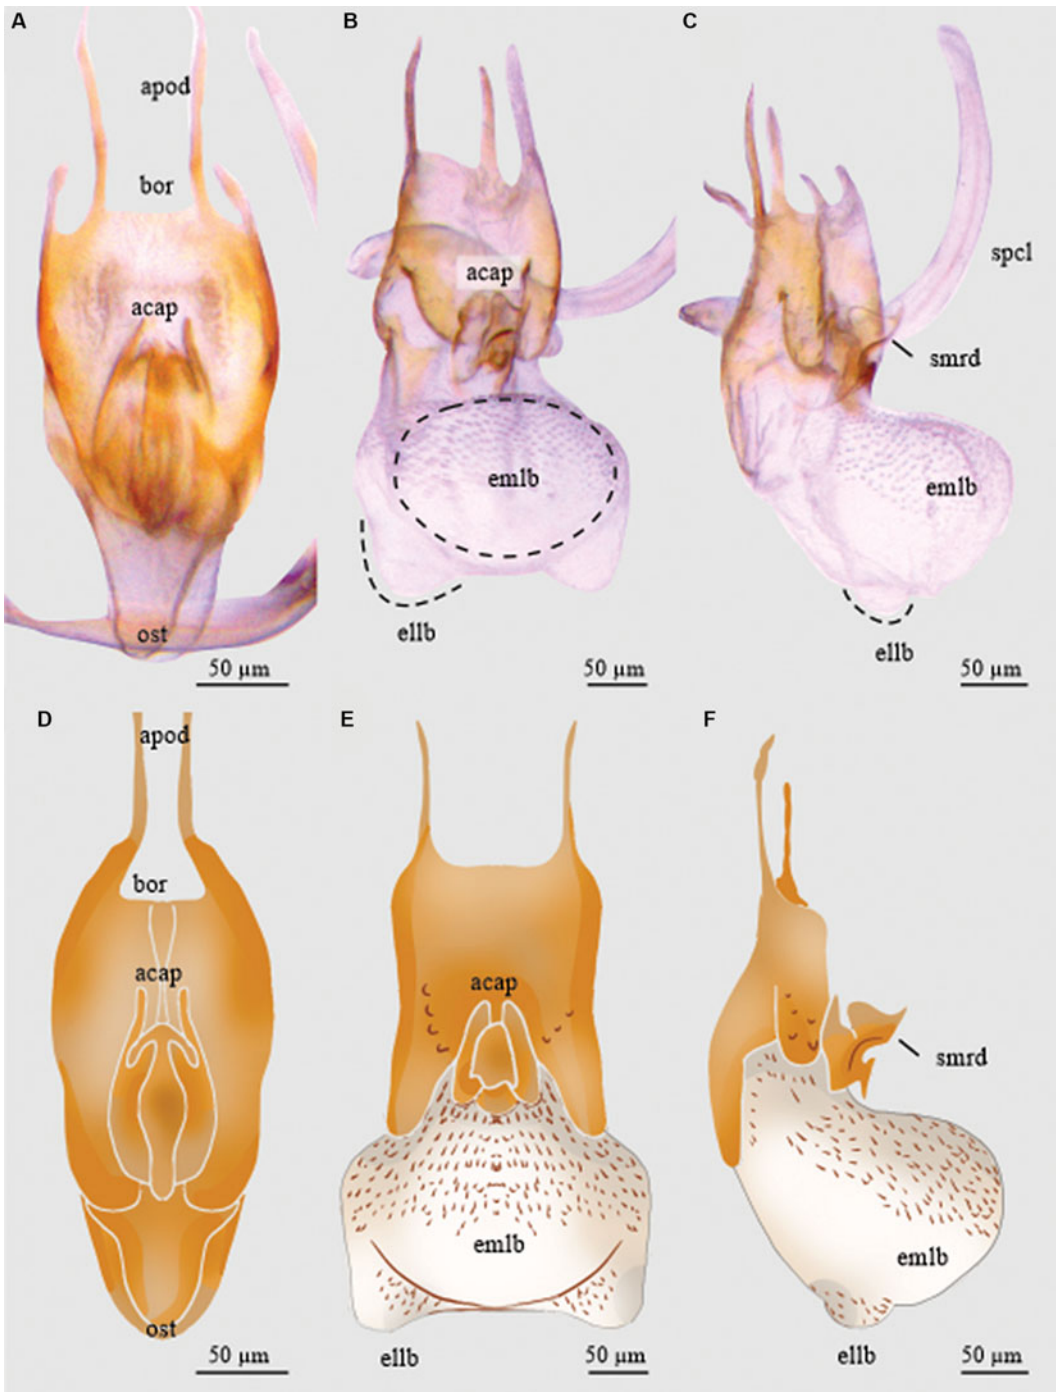 A
apod
bor
acap
ost
50 µm
B
acap
emlb
ellb
50 µm
C
spcl
smrd
emlb
ellb
50 µm
D
apod
bor
acap
ost
50 µm
E
acap
emlb
ellb
50 µm
F
smrd
emlb
ellb
50 µm